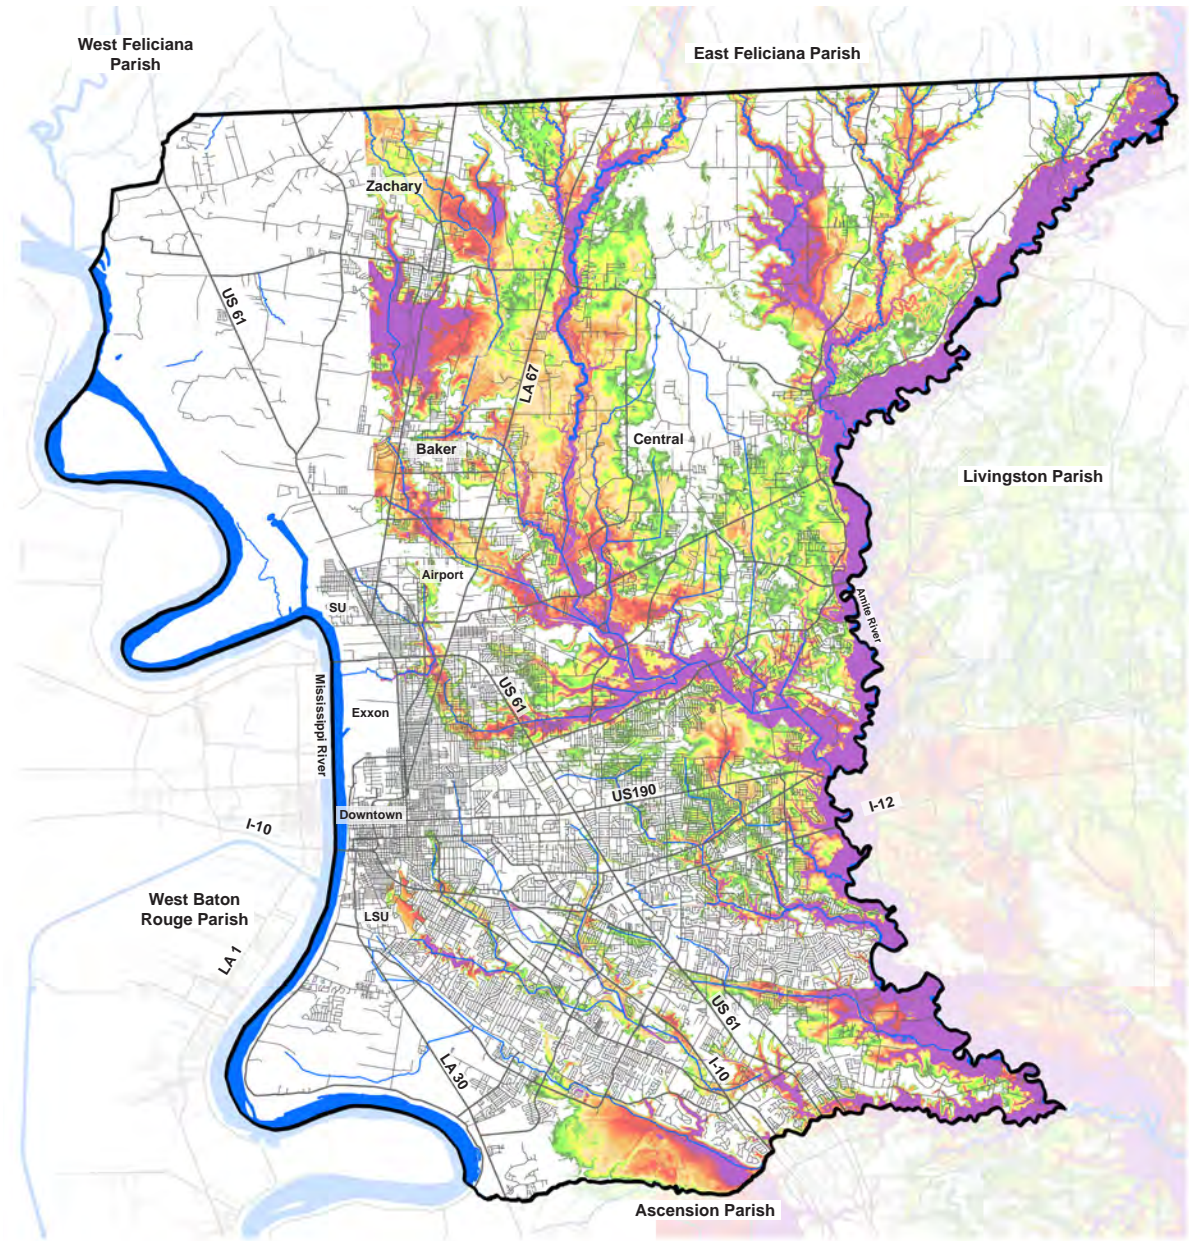 West Feliciana
Parish
East Feliciana Parish
Zachary
US 61
LA 67
Baker
Central
Livingston Parish
Airport
SU
Amite River
US 61
Mississippi River
Exxon
US190
I-12
Downtown
I-10
West Baton
Rouge Parish
LSU
LA 1
US 61
I-10
LA 30
Ascension Parish